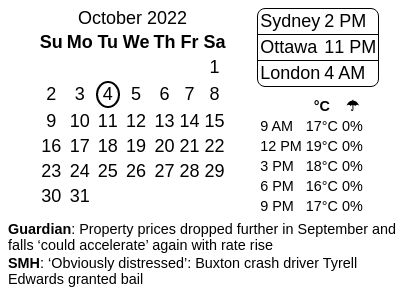 October 2022
Su Mo Tu We Th Fr Sa
1
2 3 4 5 6 7 8
9 10 11 12 13 14 15
16 17 18 19 20 21 22
23 24 25 26 27 28 29
30 31
Sydney 2 PM
Ottawa 11 PM
London 4 AM
°C ☂
9 AM 17°C 0%
12 PM 19°C 0%
3 PM 18°C 0%
6 PM 16°C 0%
9 PM 17°C 0%
Guardian: Property prices dropped further in September and
falls ‘could accelerate’ again with rate rise
SMH: ‘Obviously distressed’: Buxton crash driver Tyrell
Edwards granted bail